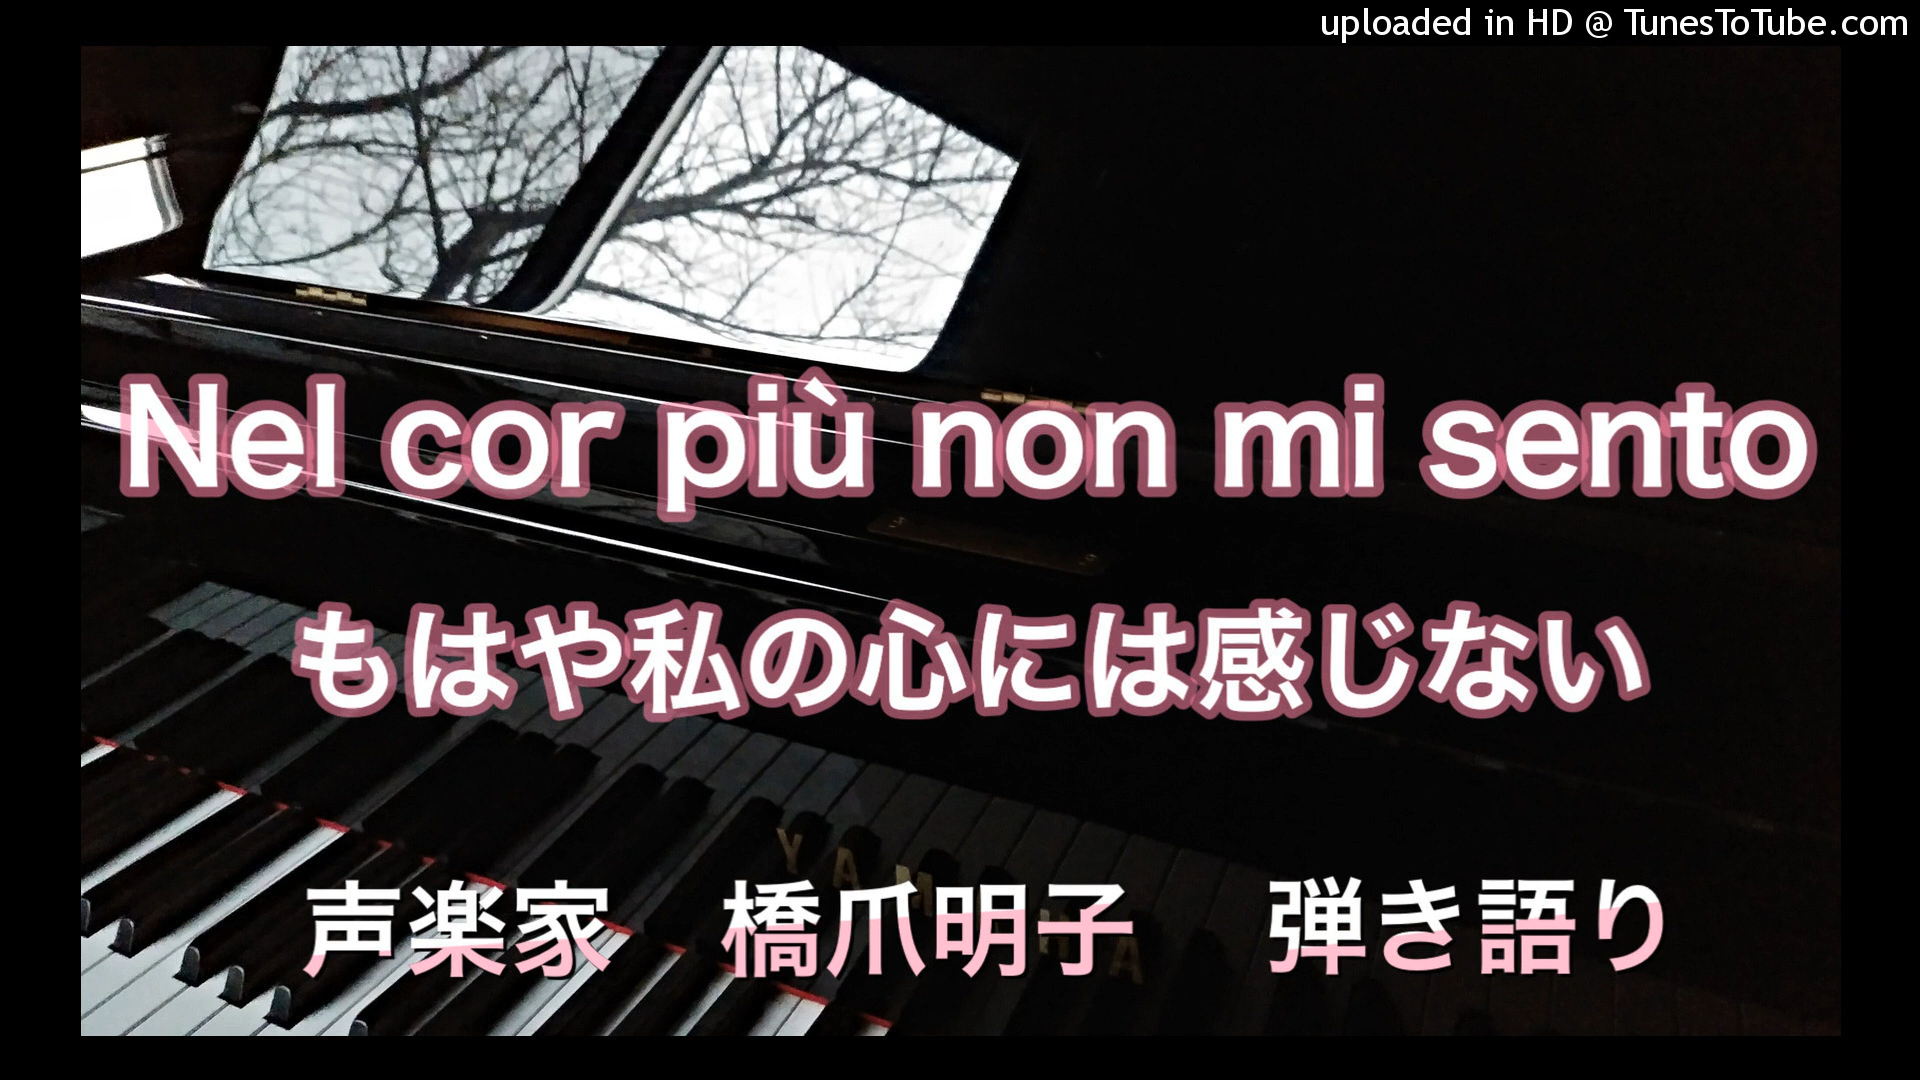 uploaded in HD @ TunesToTube.com
Nel cor più non mi sento
もはや私の心には感じない
YAMAHA
声楽家 橋爪明子 弾き語り